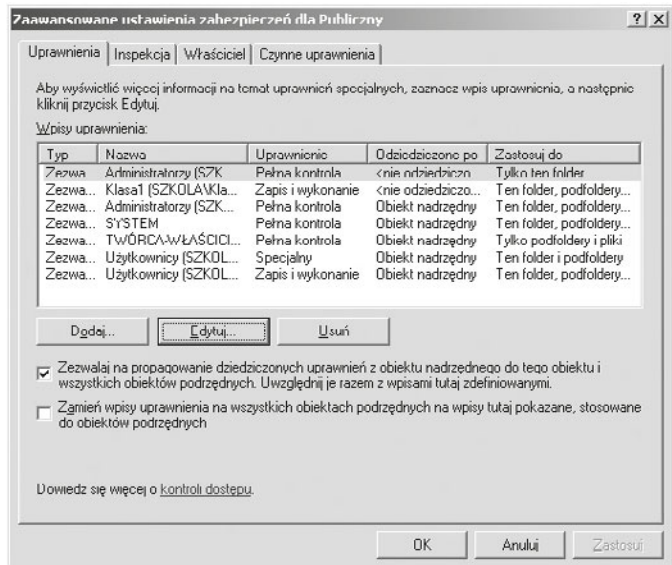 Zaawansowane ustawienia zabezpieczeń dla Publiczny
Uprawnienia Inspekcja Właściciel Czynne uprawnienia
Aby wyświetlić więcej informacji na temat uprawnień specjalnych, zaznacz wpis uprawnienia, a następnie
kliknij przycisk Edytuj.
Wpisy uprawnienia:
Typ Nazwa Uprawnienie Odziedziczone po Zastosuj do
Zezwa... Administratorzy (SZK... Pełna kontrola <nie odziedziczo... Tylko ten folder
Zezwa... Klasa1 (SZKOLA\Kla... Zapis i wykonanie <nie odziedziczo... Ten folder, podfoldery...
Zezwa... Administratorzy (SZK... Pełna kontrola Obiekt nadrzędny Ten folder, podfoldery...
Zezwa... SYSTEM Pełna kontrola Obiekt nadrzędny Ten folder, podfoldery...
Zezwa... TWÓRCA-WŁAŚCICI... Pełna kontrola Obiekt nadrzędny Tylko podfoldery i pliki
Zezwa... Użytkownicy (SZKOL... Specjalny Obiekt nadrzędny Ten folder i podfoldery
Zezwa... Użytkownicy (SZKOL... Zapis i wykonanie Obiekt nadrzędny Ten folder, podfoldery...
Dodaj... Edytuj... Usuń
Zezwalaj na propagowanie dziedziczonych uprawnień z obiektu nadrzędnego do tego obiektu i
wszystkich obiektów podrzędnych. Uwzględnij je razem z wpisami tutaj zdefiniowanymi.
Zamień wpisy uprawnienia na wszystkich obiektach podrzędnych na wpisy tutaj pokazane, stosowane
do obiektów podrzędnych
Dowiedz się więcej o kontroli dostępu.
OK Anuluj Zastosuj